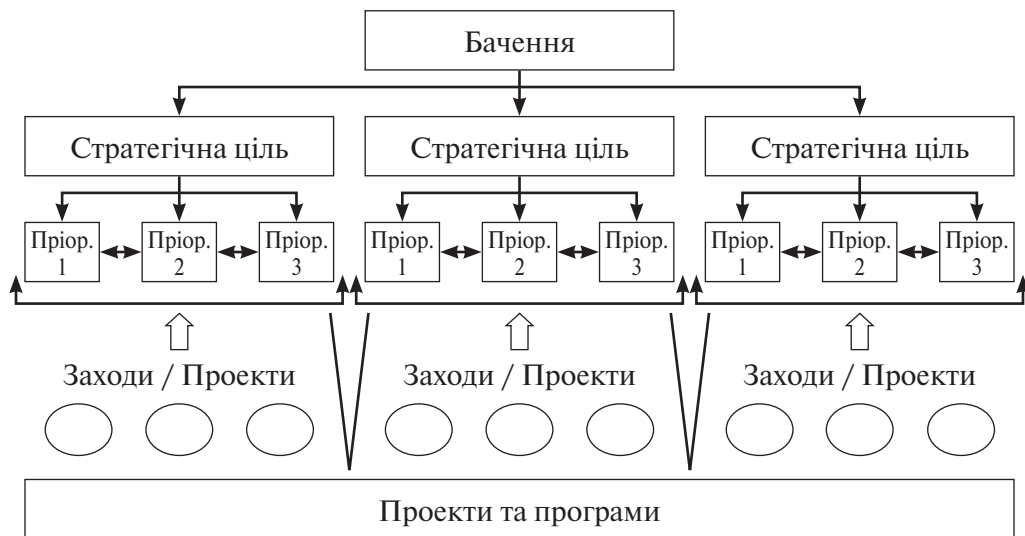 Бачення
Стратегічна ціль
Стратегічна ціль
Стратегічна ціль
Пріор.
1
Пріор.
2
Пріор.
3
Пріор.
1
Пріор.
2
Пріор.
3
Пріор.
1
Пріор.
2
Пріор.
3
Заходи / Проекти
Заходи / Проекти
Заходи / Проекти
Проекти та програми